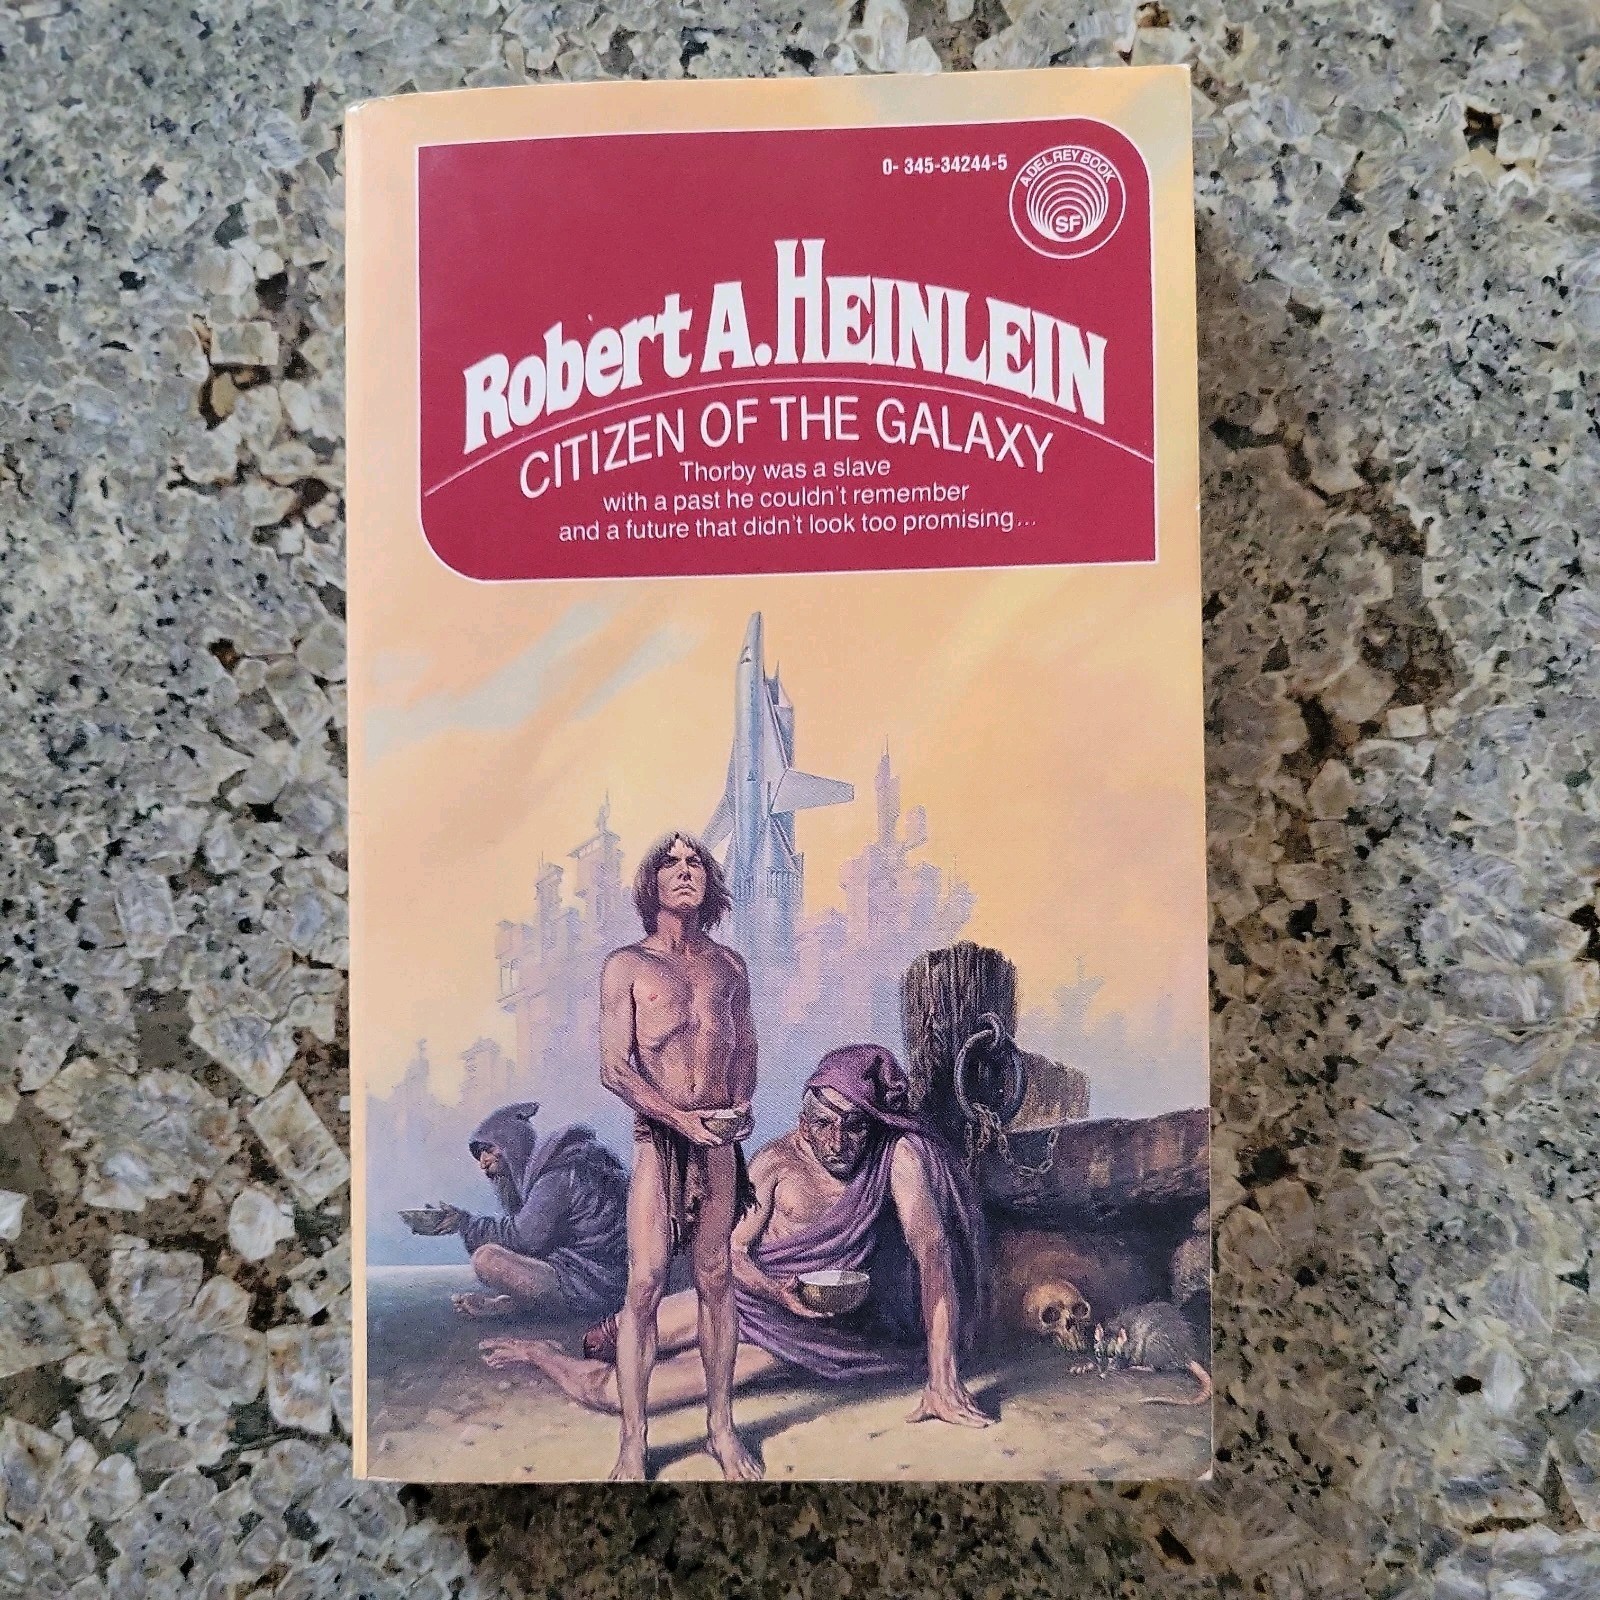 0- 345-34244-5
A DEL REY BOOK
SF
Robert A. HEINLEIN
CITIZEN OF THE GALAXY
Thorby was a slave
with a past he couldn't remember
and a future that didn't look too promising...